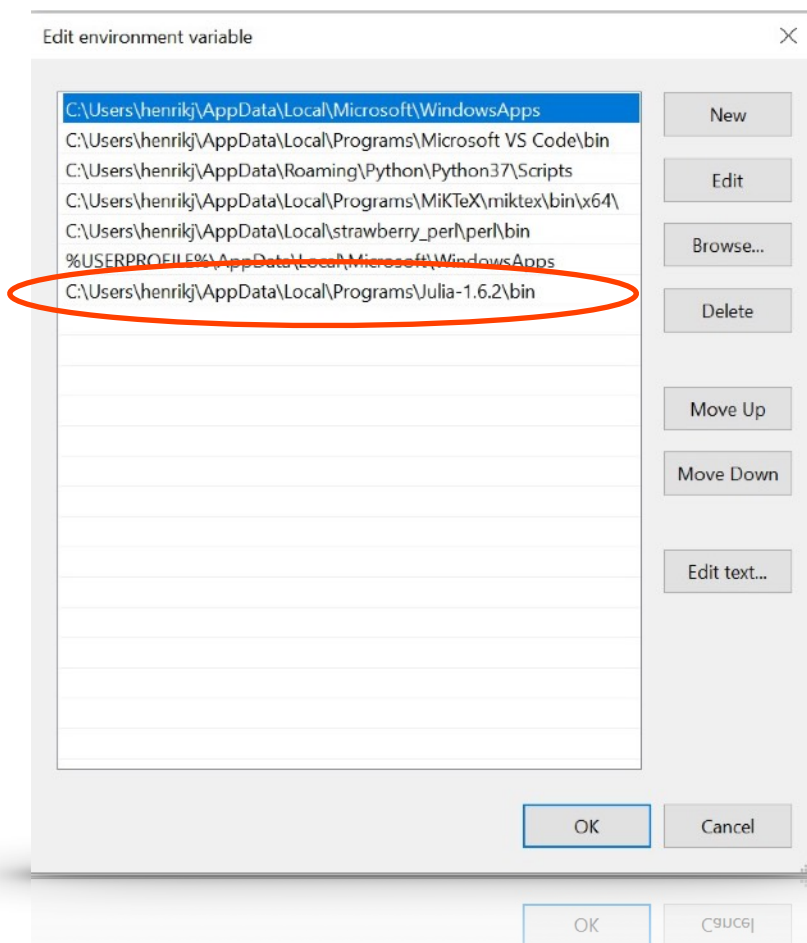 Edit environment variable
C:\Users\henrikj\AppData\Local\Microsoft\WindowsApps
C:\Users\henrikj\AppData\Local\Programs\Microsoft VS Code\bin
C:\Users\henrikj\AppData\Roaming\Python\Python37\Scripts
C:\Users\henrikj\AppData\Local\Programs\MiKTeX\miktex\bin\x64\
C:\Users\henrikj\AppData\Local\strawberry_perl\perl\bin
%USERPROFILE%\AppData\Local\Microsoft\WindowsApps
C:\Users\henrikj\AppData\Local\Programs\Julia-1.6.2\bin
New
Edit
Browse...
Delete
Move Up
Move Down
Edit text...
OK
Cancel
OK
Cancel